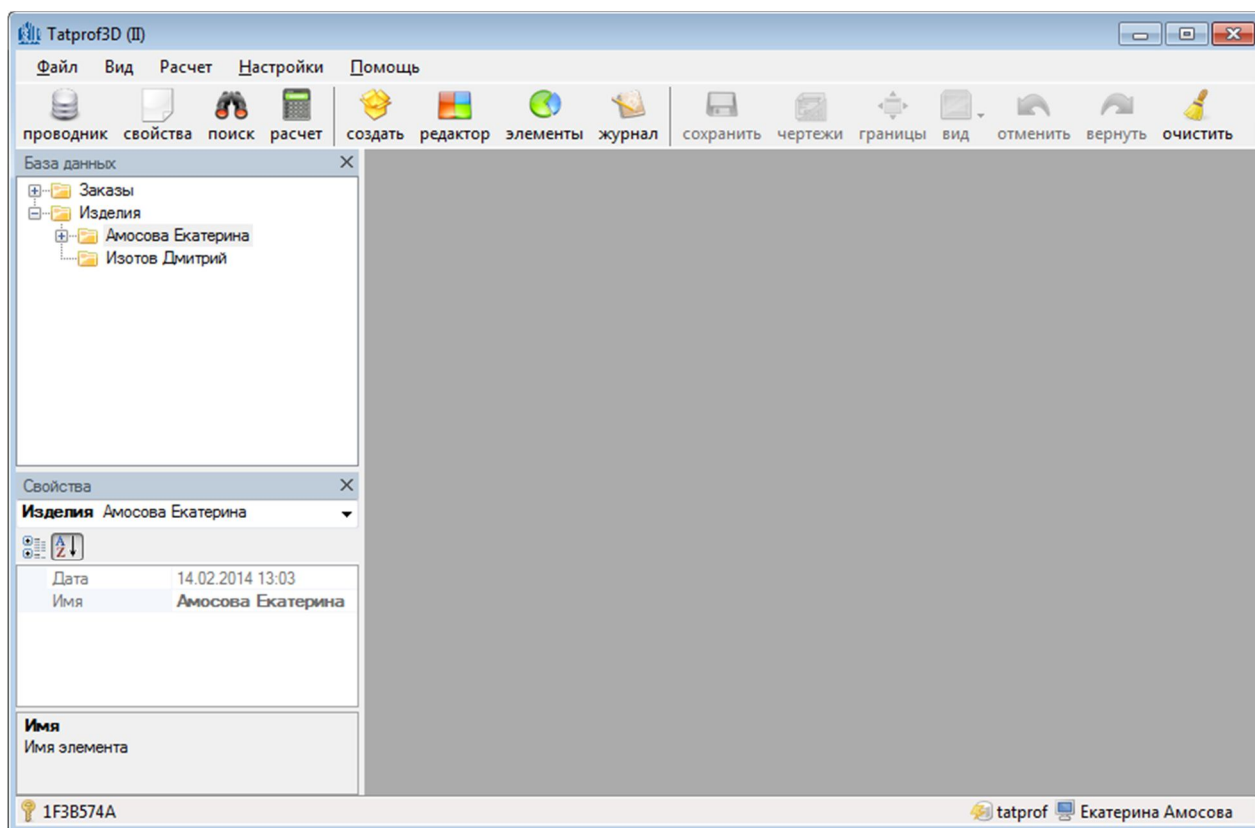 Tatprof3D (II)
Файл Вид Расчет Настройки Помощь
проводник свойства поиск расчет создать редактор элементы журнал сохранить чертежи границы вид отменить вернуть очистить
База данных
Заказы
Изделия
Амосова Екатерина
Изотов Дмитрий
Свойства
Изделия Амосова Екатерина
Дата 14.02.2014 13:03
Имя Амосова Екатерина
Имя
Имя элемента
1F3B574A tatprof Екатерина Амосова